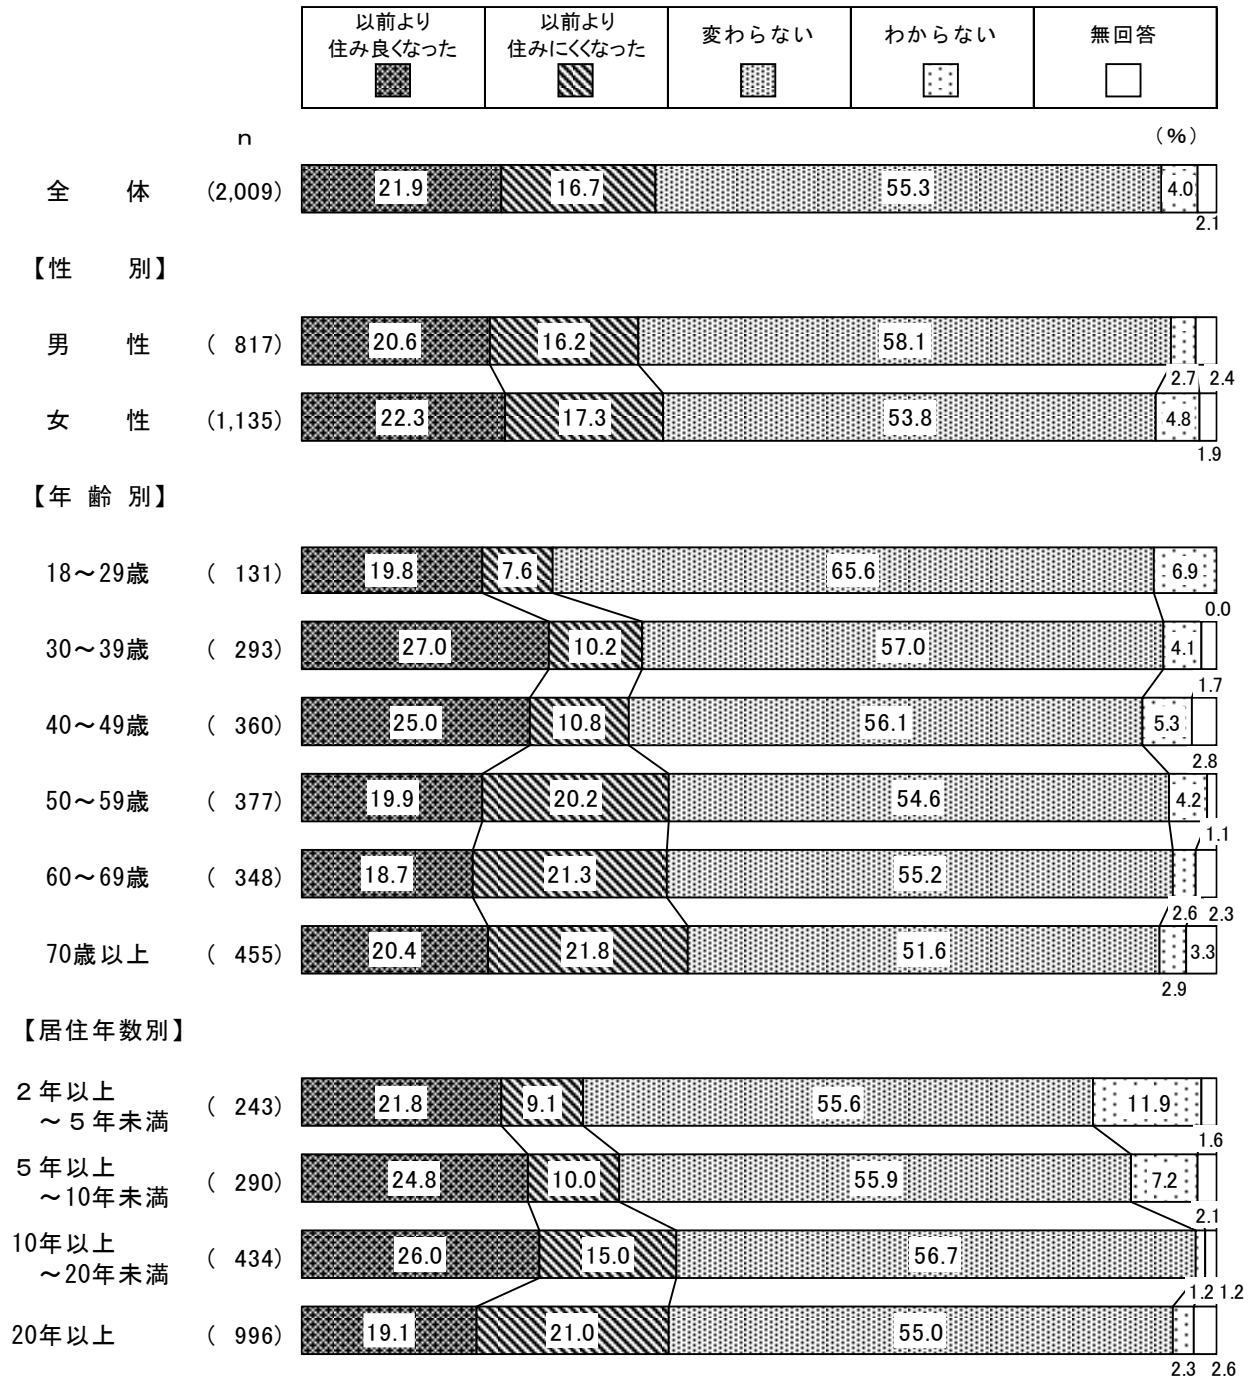 以前より
住み良くなった
以前より
住みにくくなった
変わらない
わからない
無回答
n
(%)
全 体 (2,009) 21.9 16.7 55.3 4.0
2.1
【性 別】
男 性 ( 817) 20.6 16.2 58.1
2.7 2.4
女 性 (1,135) 22.3 17.3 53.8 4.8
1.9
【年 齢 別】
18～29歳 ( 131) 19.8 7.6 65.6 6.9
0.0
30～39歳 ( 293) 27.0 10.2 57.0 4.1
1.7
40～49歳 ( 360) 25.0 10.8 56.1 5.3
2.8
50～59歳 ( 377) 19.9 20.2 54.6 4.2
1.1
60～69歳 ( 348) 18.7 21.3 55.2
2.6 2.3
70歳以上 ( 455) 20.4 21.8 51.6 3.3
2.9
【居住年数別】
２年以上
～５年未満 ( 243) 21.8 9.1 55.6 11.9
1.6
５年以上
～10年未満 ( 290) 24.8 10.0 55.9 7.2
2.1
10年以上
～20年未満 ( 434) 26.0 15.0 56.7
1.2 1.2
20年以上 ( 996) 19.1 21.0 55.0
2.3 2.6